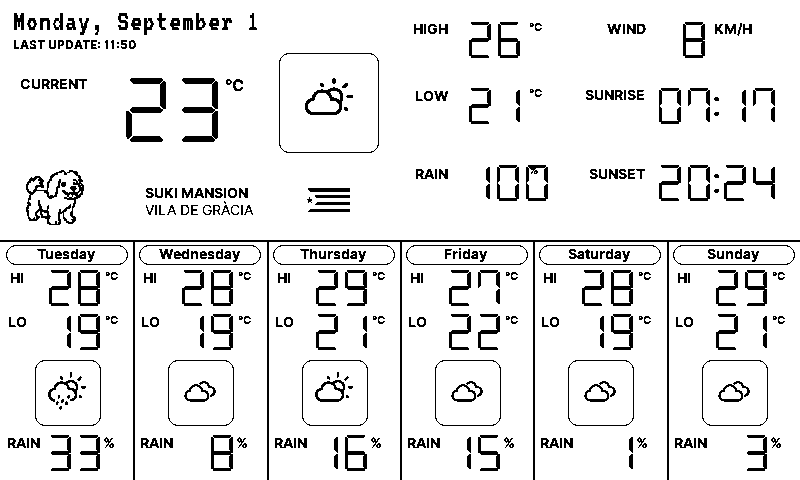 Monday, September 1
LAST UPDATE: 11:50
CURRENT 23 °C
SUKI MANSION
VILA DE GRÀCIA
HIGH 26 °C
LOW 21 °C
RAIN 100 %
WIND 8 KM/H
SUNRISE 07:17
SUNSET 20:24
Tuesday
HI 28 °C
LO 19 °C
RAIN 33 %
Wednesday
HI 28 °C
LO 19 °C
RAIN 8 %
Thursday
HI 29 °C
LO 21 °C
RAIN 16 %
Friday
HI 27 °C
LO 22 °C
RAIN 15 %
Saturday
HI 28 °C
LO 19 °C
RAIN 1 %
Sunday
HI 29 °C
LO 21 °C
RAIN 3 %